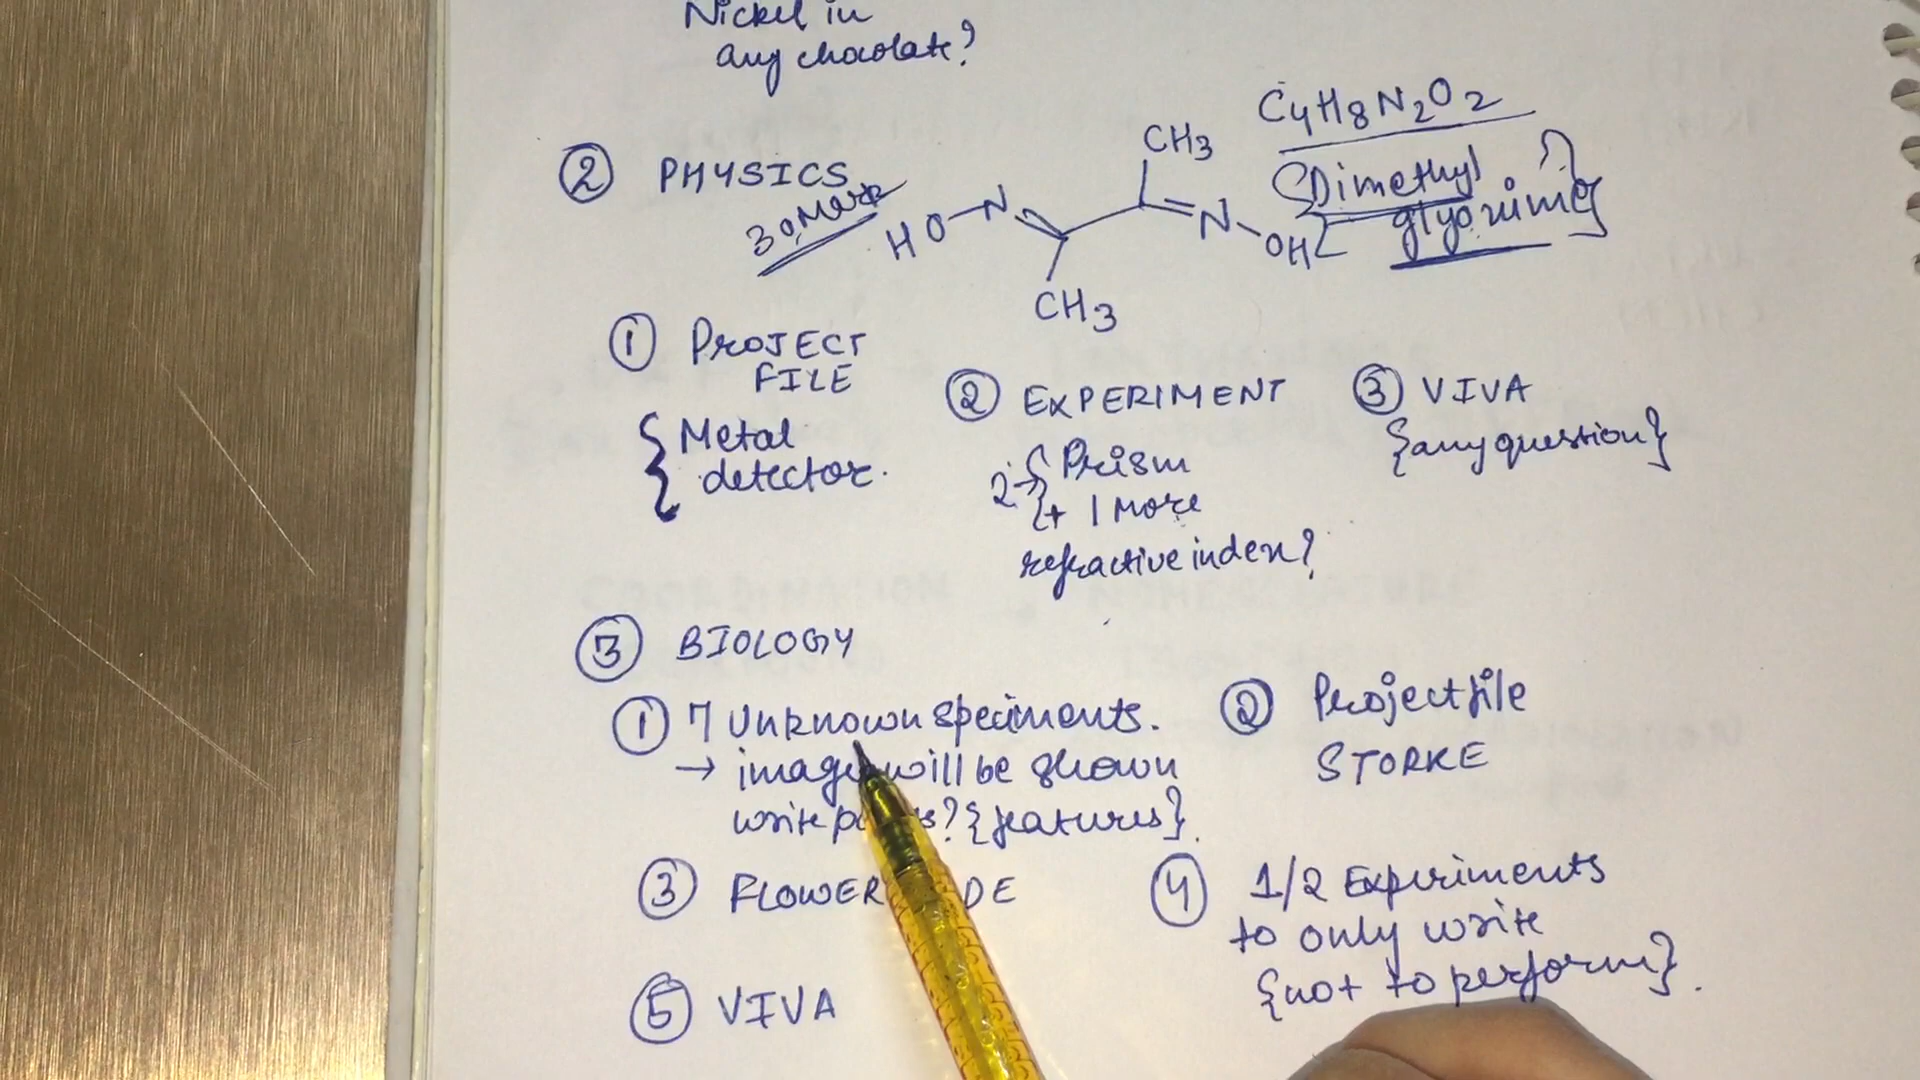 Nickel in
any chocolate?
C4H8N2O2
CH3
② PHYSICS
30 Marks
{Dimethyl
glyoxime}
HO-N
N-OH
CH3
① PROJECT
FILE
{Metal
detector.
② EXPERIMENT
2→{Prism
+ 1 More
refractive index?
③ VIVA
{any question}
③ BIOLOGY
① 7 Unknown speciments.
→ image will be shown
write ?{features}
② Project file
STORKE
③ FLOWER
④ 1/2 Experiments
to only write
{not to perform}.
⑤ VIVA